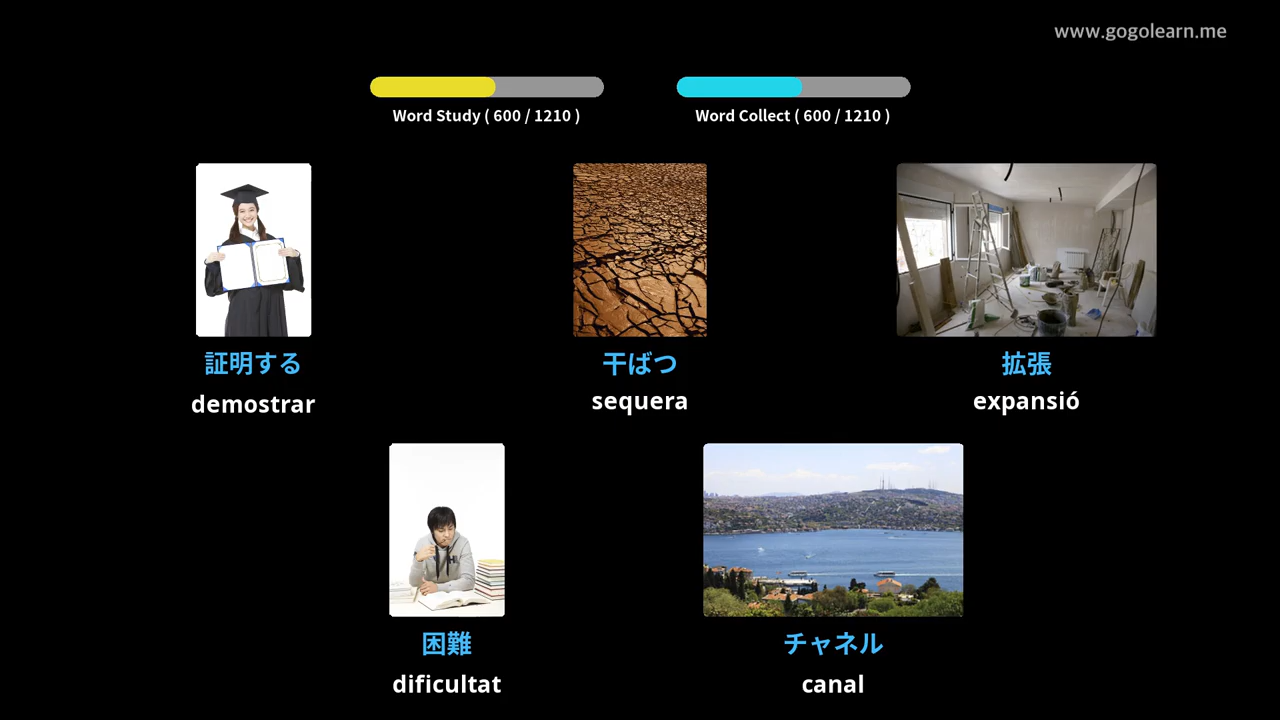 www.gogolearn.me
Word Study ( 600 / 1210 )
Word Collect ( 600 / 1210 )
証明する
demostrar
干ばつ
sequera
拡張
expansió
困難
dificultat
チャネル
canal